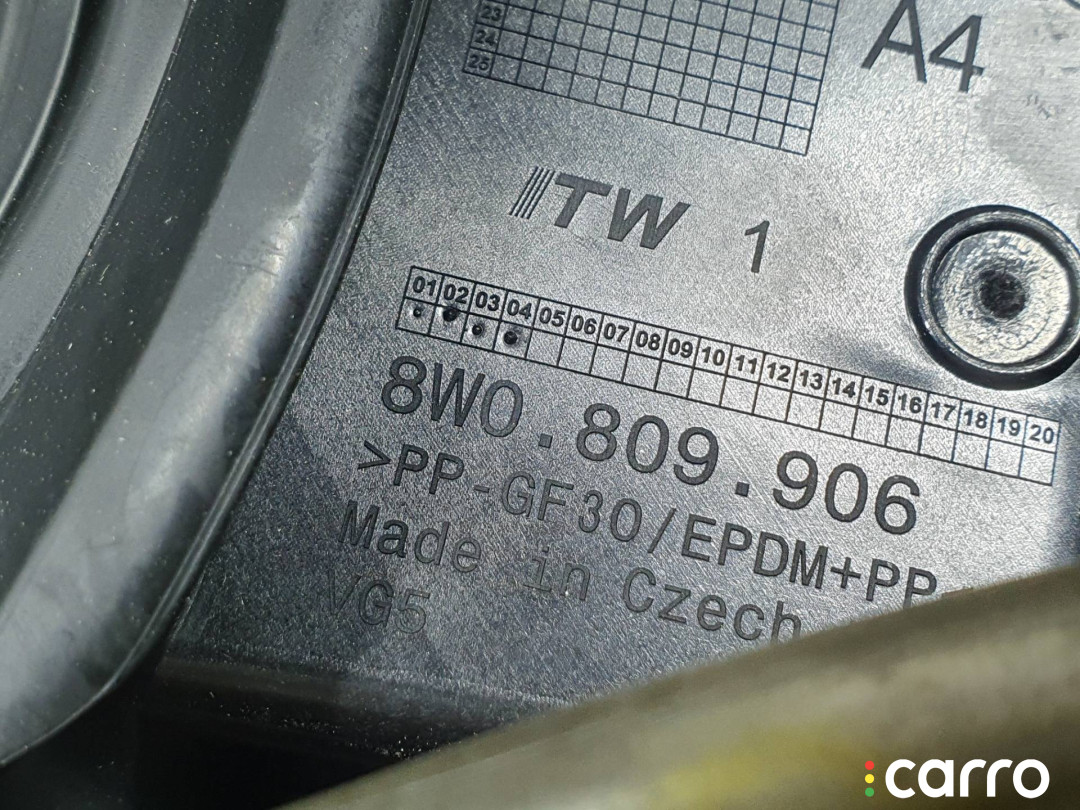 23
24
25
A4
ITW 1
01 02 03 04 05 06 07 08 09 10 11 12 13 14 15 16 17 18 19 20
8W0.809.906
>PP-GF30/EPDM+PP
Made in Czech
VG5
carro